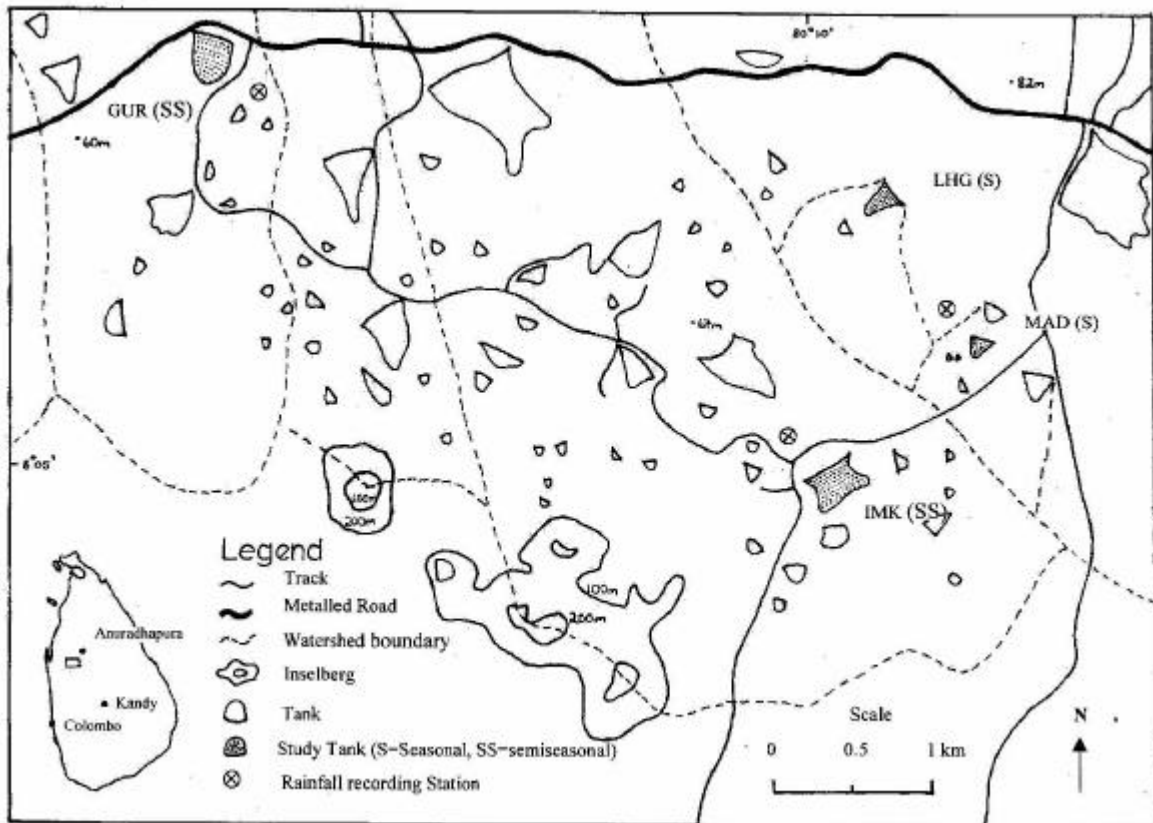 80°10'
82m
GUR (SS)
60m
LHG (S)
MAD (S)
8°05'
200m
IMK (SS)
Legend
Track
100m
Metalled Road
200m
Watershed boundary
Anuradhapura
Inselberg
Kandy
Tank
Scale
N
Colombo
Study Tank (S=Seasonal, SS=semiseasonal)
0 0.5 1 km
Rainfall recording Station